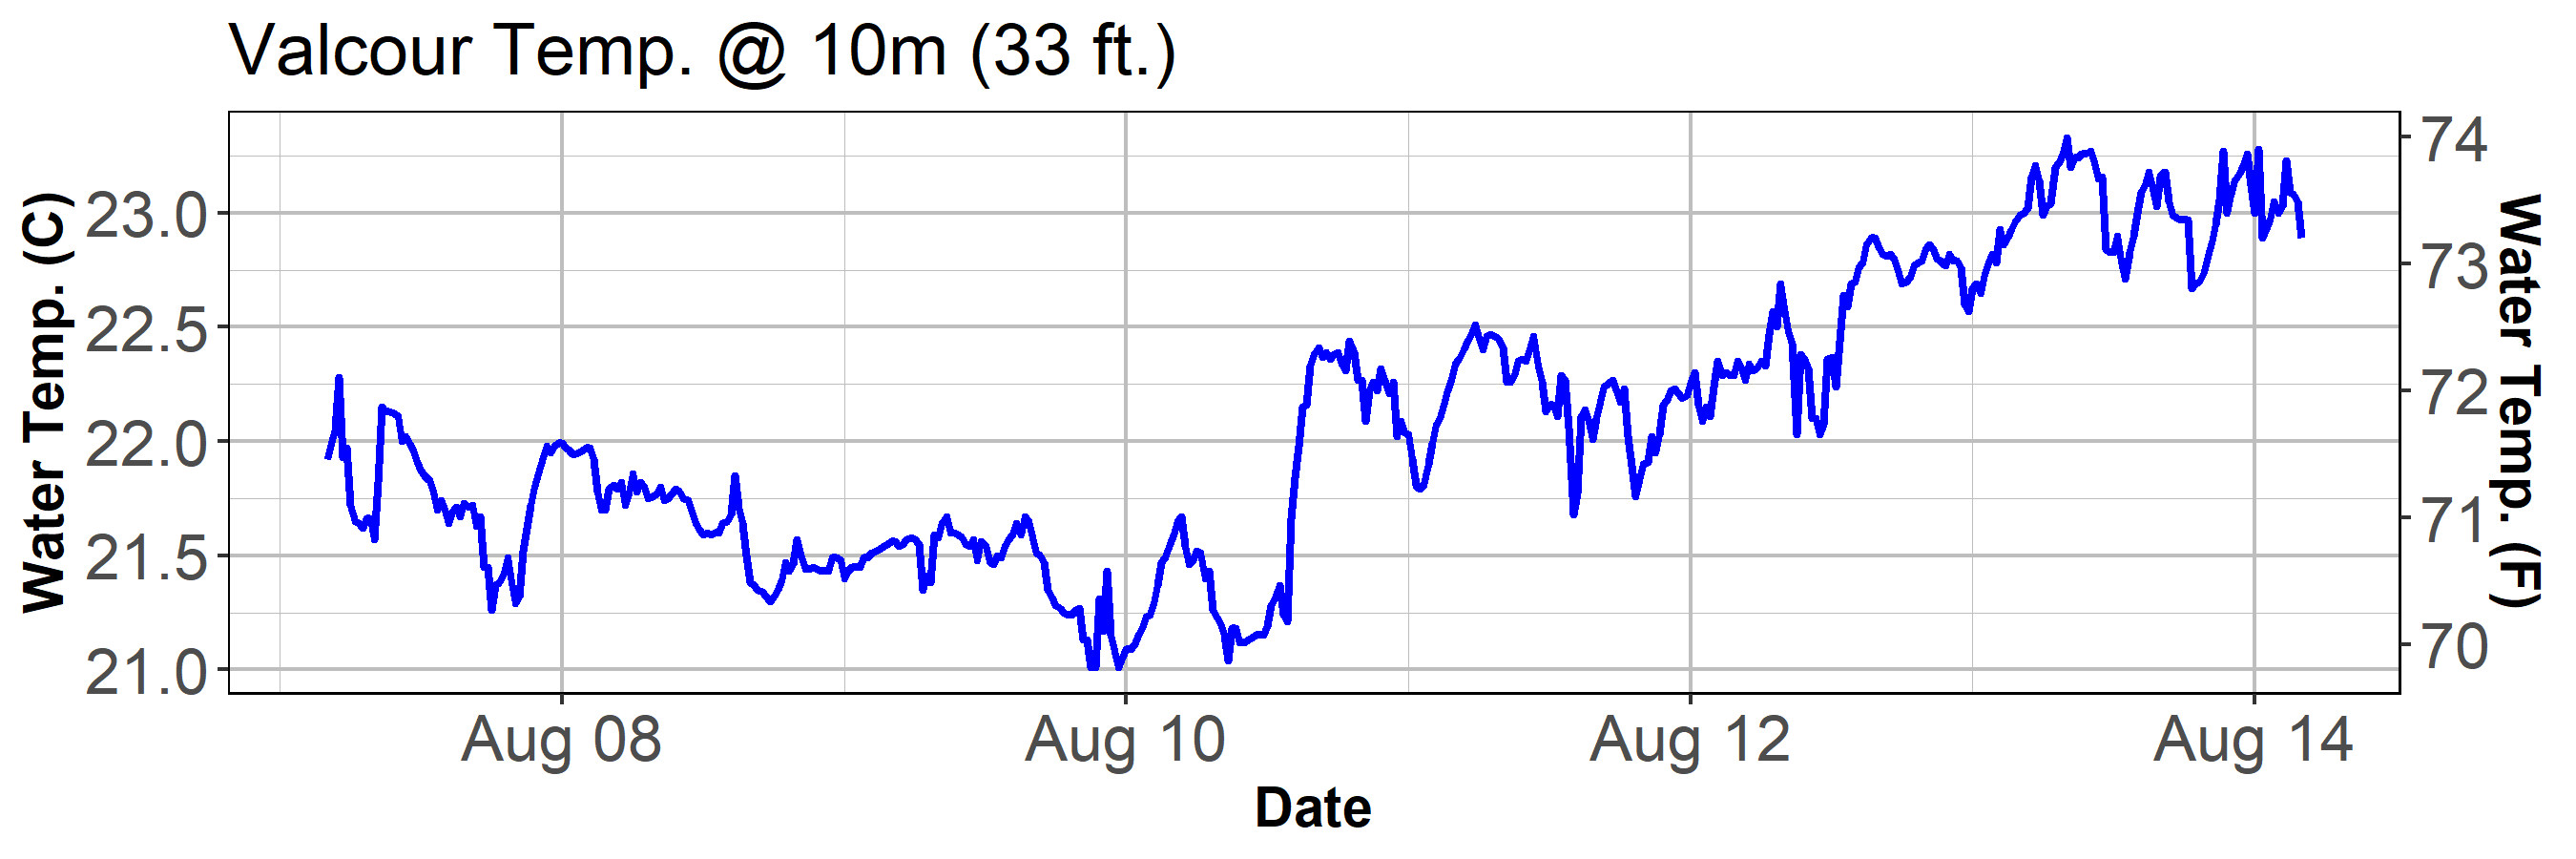 Valcour Temp. @ 10m (33 ft.)
Water Temp. (C)
23.0
22.5
22.0
21.5
21.0
74
73
72
71
70
Water Temp. (F)
Aug 08
Aug 10
Aug 12
Aug 14
Date